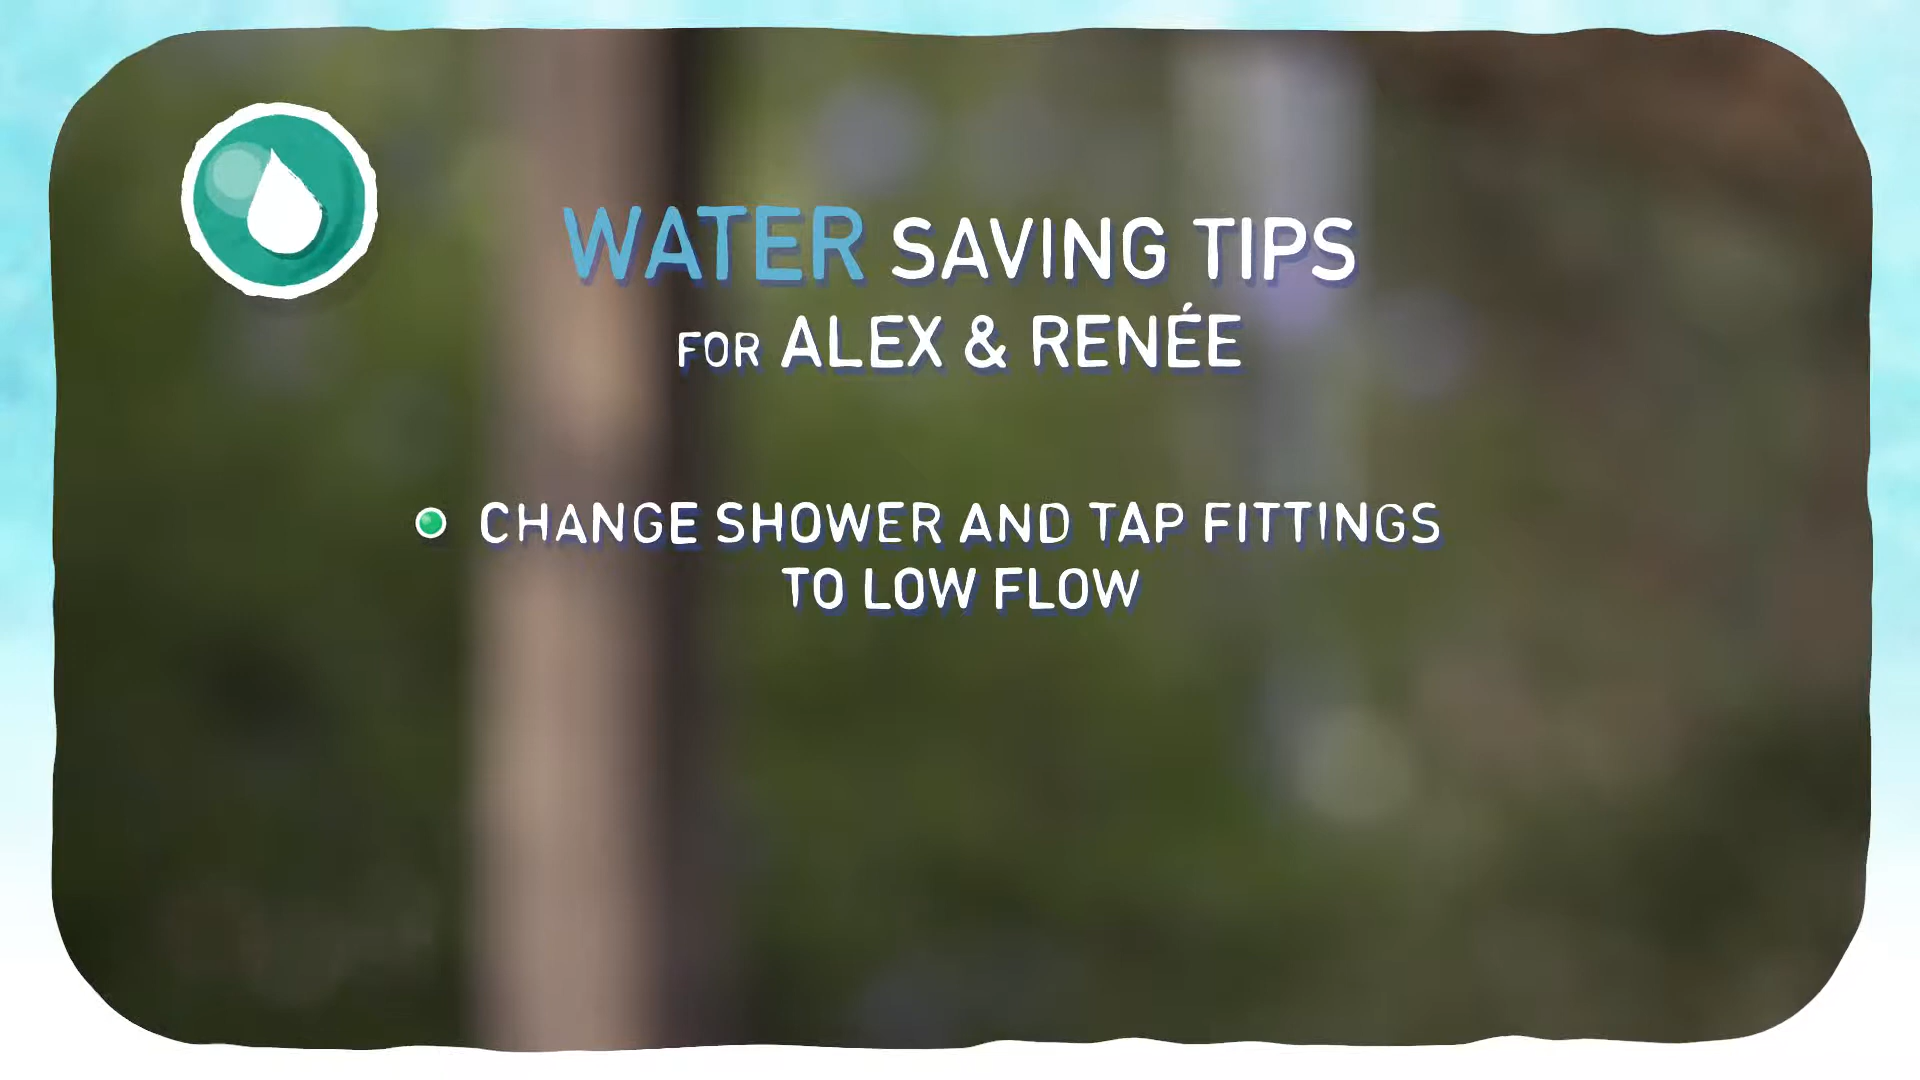 WATER SAVING TIPS
FOR ALEX & RENÉE
CHANGE SHOWER AND TAP FITTINGS
TO LOW FLOW